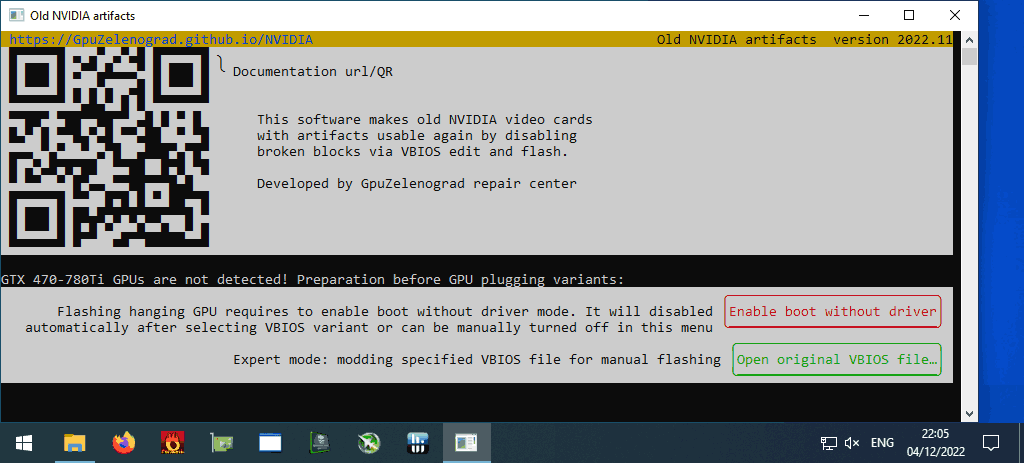 Old NVIDIA artifacts
https://GpuZelenograd.github.io/NVIDIA Old NVIDIA artifacts version 2022.11
Documentation url/QR
This software makes old NVIDIA video cards
with artifacts usable again by disabling
broken blocks via VBIOS edit and flash.
Developed by GpuZelenograd repair center
GTX 470-780Ti GPUs are not detected! Preparation before GPU plugging variants:
Flashing hanging GPU requires to enable boot without driver mode. It will disabled
automatically after selecting VBIOS variant or can be manually turned off in this menu
Enable boot without driver
Expert mode: modding specified VBIOS file for manual flashing
Open original VBIOS file…
ENG
22:05
04/12/2022